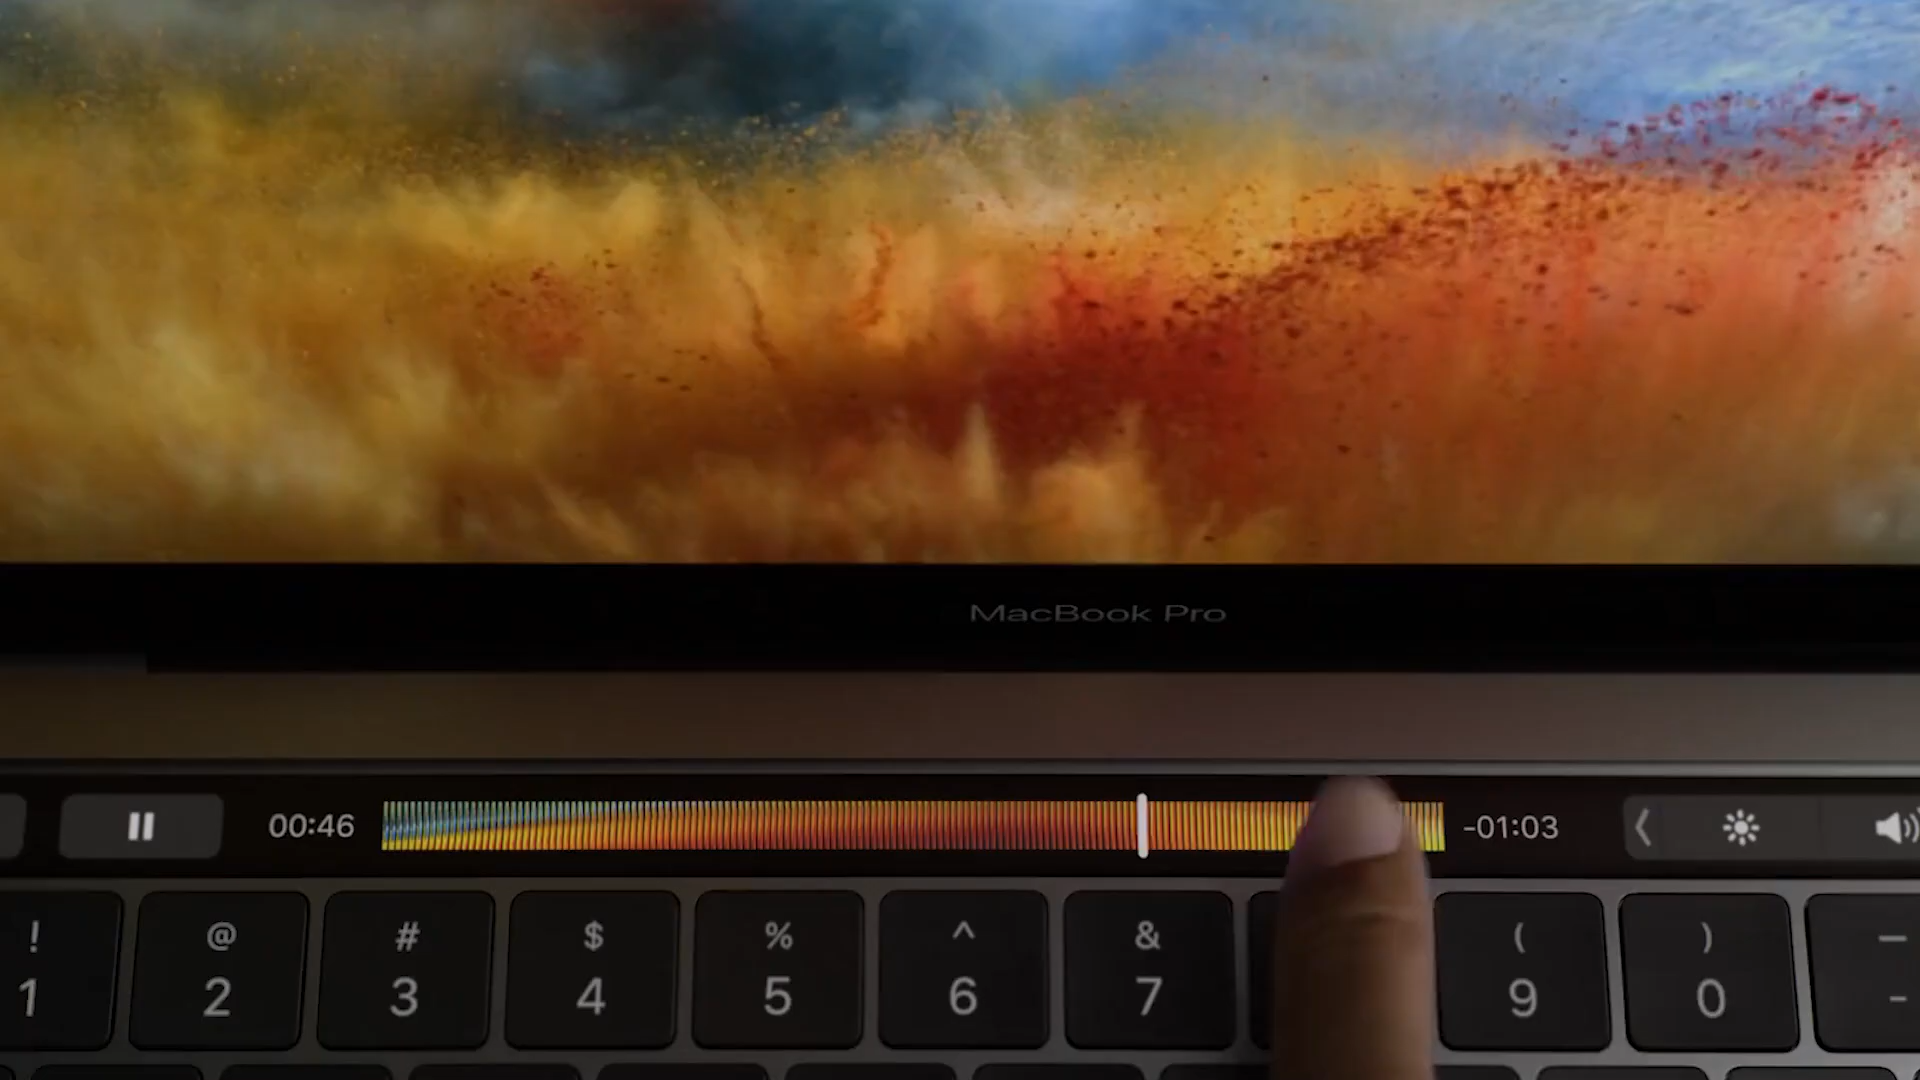 MacBook Pro
00:46 -01:03
! @ # $ % ^ & ( ) —
1 2 3 4 5 6 7 9 0 -